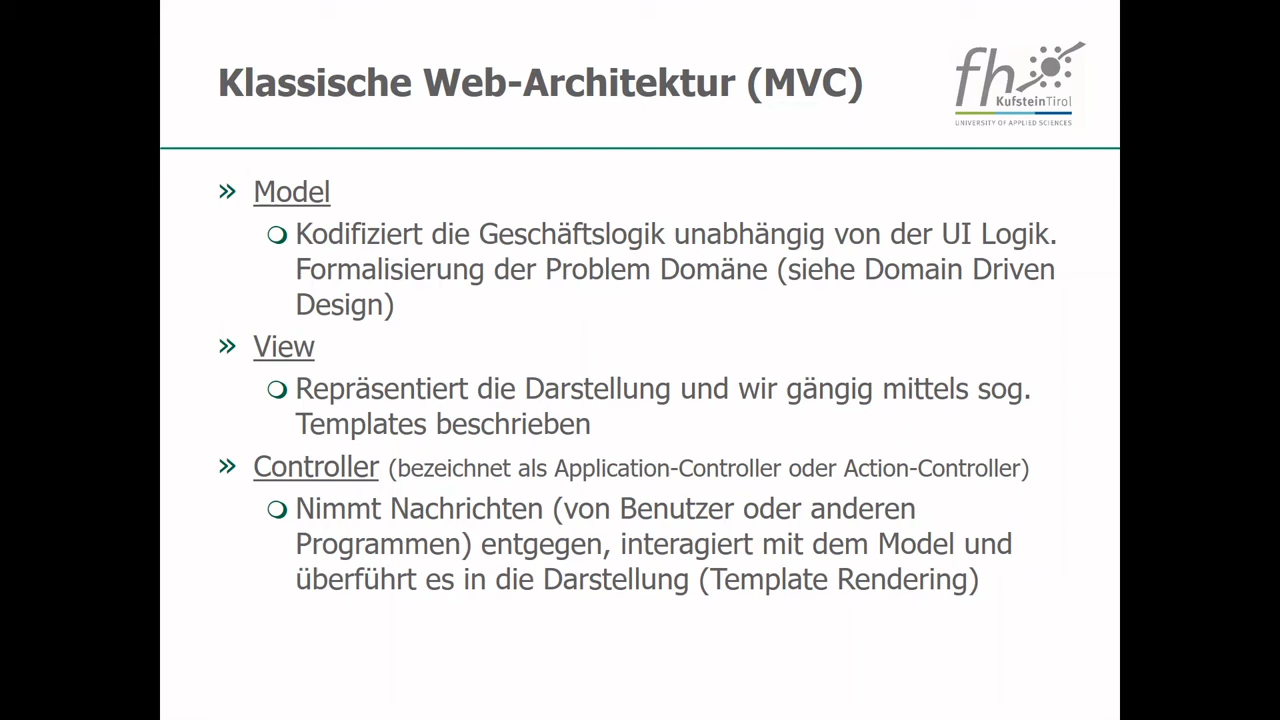 Klassische Web-Architektur (MVC)
fh
KufsteinTirol
UNIVERSITY OF APPLIED SCIENCES
» Model
Kodifiziert die Geschäftslogik unabhängig von der UI Logik.
Formalisierung der Problem Domäne (siehe Domain Driven
Design)
» View
Repräsentiert die Darstellung und wir gängig mittels sog.
Templates beschrieben
» Controller (bezeichnet als Application-Controller oder Action-Controller)
Nimmt Nachrichten (von Benutzer oder anderen
Programmen) entgegen, interagiert mit dem Model und
überführt es in die Darstellung (Template Rendering)